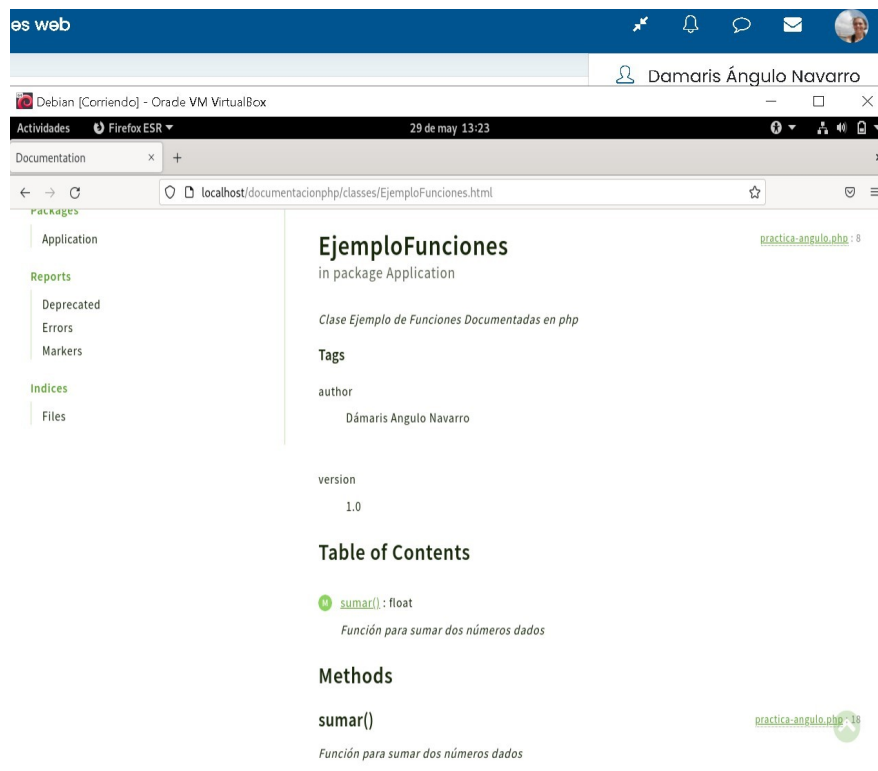 es web
Damaris Ángulo Navarro
Debian [Corriendo] - Oracle VM VirtualBox
Actividades Firefox ESR 29 de may 13:23
Documentation × +
localhost/documentacionphp/classes/EjemploFunciones.html
Packages
Application
Reports
Deprecated
Errors
Markers
Indices
Files
EjemploFunciones
practica-angulo.php : 8
in package Application
Clase Ejemplo de Funciones Documentadas en php
Tags
author
Dámaris Angulo Navarro
version
1.0
Table of Contents
M sumar() : float
Función para sumar dos números dados
Methods
sumar()
practica-angulo.php : 18
Función para sumar dos números dados